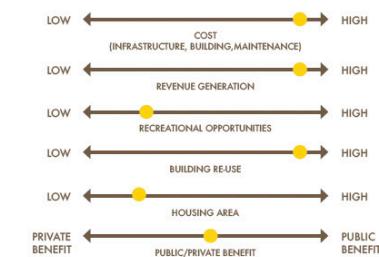 LOW HIGH
COST
(INFRASTRUCTURE, BUILDING,MAINTENANCE)
LOW HIGH
REVENUE GENERATION
LOW HIGH
RECREATIONAL OPPORTUNITIES
LOW HIGH
BUILDING RE-USE
LOW HIGH
HOUSING AREA
PRIVATE PUBLIC
BENEFIT BENEFIT
PUBLIC/PRIVATE BENEFIT